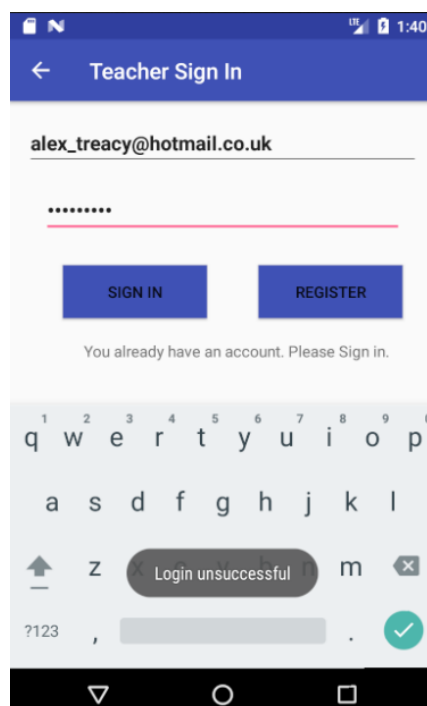 LTE 1:40
Teacher Sign In
alex_treacy@hotmail.co.uk
•••••••••
SIGN IN REGISTER
You already have an account. Please Sign in.
1 2 3 4 5 6 7 8 9
q w e r t y u i o p
a s d f g h j k l
z n m
Login unsuccessful
?123 , .